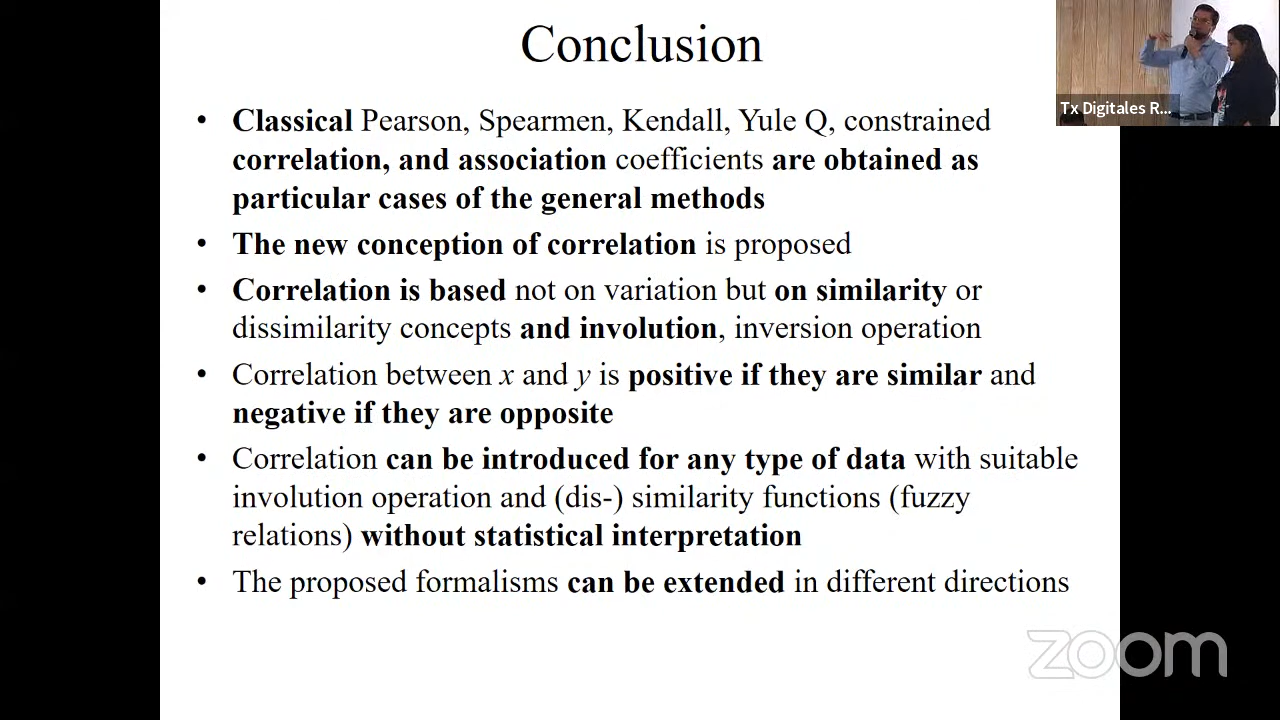 Conclusion
• Classical Pearson, Spearmen, Kendall, Yule Q, constrained
correlation, and association coefficients are obtained as
particular cases of the general methods
• The new conception of correlation is proposed
• Correlation is based not on variation but on similarity or
dissimilarity concepts and involution, inversion operation
• Correlation between x and y is positive if they are similar and
negative if they are opposite
• Correlation can be introduced for any type of data with suitable
involution operation and (dis-) similarity functions (fuzzy
relations) without statistical interpretation
• The proposed formalisms can be extended in different directions
Tx Digitales R...
zoom